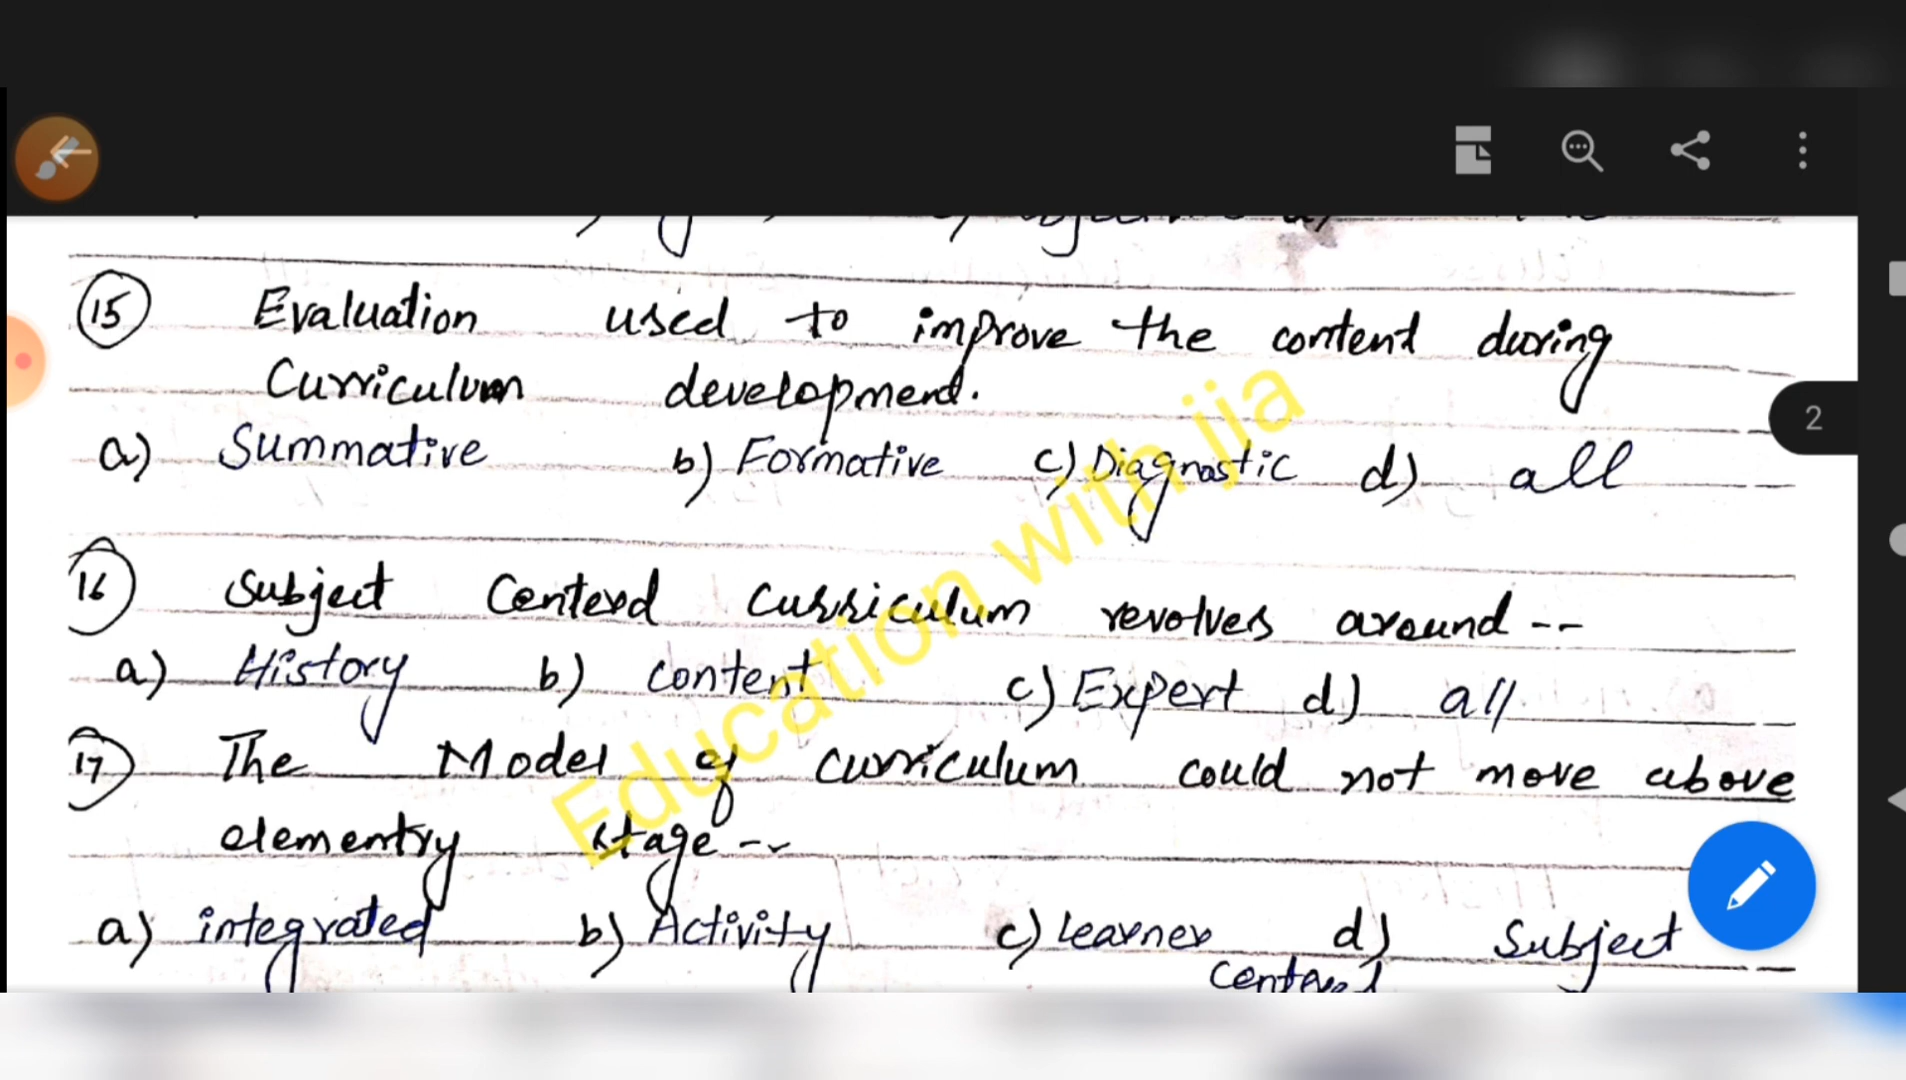 2
15 Evaluation used to improve the content during
Curriculum development.
a) Summative b) Formative c) Diagnostic d) all
16 Subject Centerd curriculum revolves around --
a) History b) content c) Expert d) all
17 The Model of curriculum could not move above
elementry stage --
a) integrated b) Activity c) Learner d) Subject
centered
Education with jia